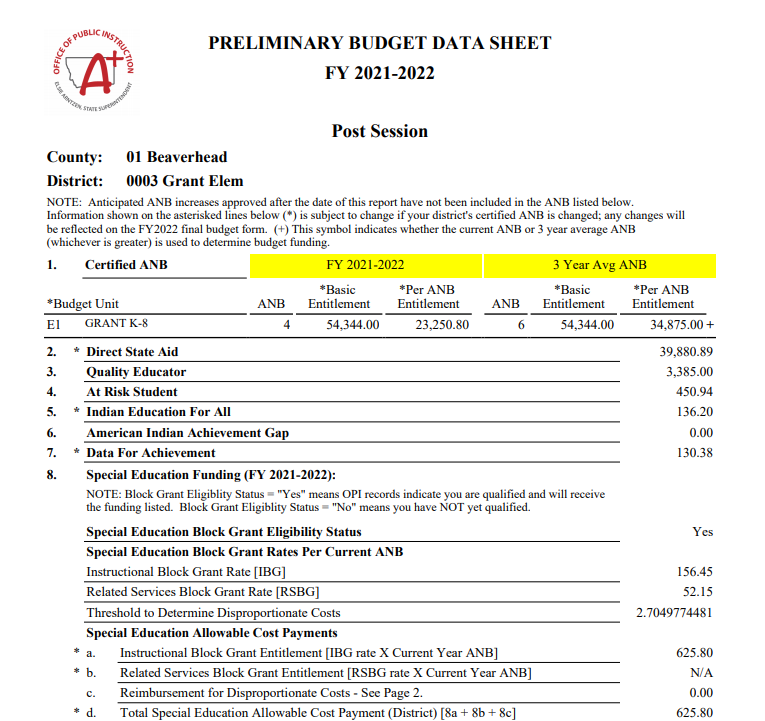 OFFICE OF PUBLIC INSTRUCTION
A+
ELSIE ARNTZEN, STATE SUPERINTENDENT
PRELIMINARY BUDGET DATA SHEET
FY 2021-2022
Post Session
County: 01 Beaverhead
District: 0003 Grant Elem
NOTE: Anticipated ANB increases approved after the date of this report have not been included in the ANB listed below.
Information shown on the asterisked lines below (*) is subject to change if your district's certified ANB is changed; any changes will
be reflected on the FY2022 final budget form. (+) This symbol indicates whether the current ANB or 3 year average ANB
(whichever is greater) is used to determine budget funding.
1. Certified ANB FY 2021-2022 3 Year Avg ANB
*Basic *Per ANB *Basic *Per ANB
*Budget Unit ANB Entitlement Entitlement ANB Entitlement Entitlement
E1 GRANT K-8 4 54,344.00 23,250.80 6 54,344.00 34,875.00 +
2. * Direct State Aid 39,880.89
3. Quality Educator 3,385.00
4. At Risk Student 450.94
5. * Indian Education For All 136.20
6. American Indian Achievement Gap 0.00
7. * Data For Achievement 130.38
8. Special Education Funding (FY 2021-2022):
NOTE: Block Grant Eligiblity Status = "Yes" means OPI records indicate you are qualified and will receive
the funding listed. Block Grant Eligiblity Status = "No" means you have NOT yet qualified.
Special Education Block Grant Eligibility Status Yes
Special Education Block Grant Rates Per Current ANB
Instructional Block Grant Rate [IBG] 156.45
Related Services Block Grant Rate [RSBG] 52.15
Threshold to Determine Disproportionate Costs 2.7049774481
Special Education Allowable Cost Payments
* a. Instructional Block Grant Entitlement [IBG rate X Current Year ANB] 625.80
* b. Related Services Block Grant Entitlement [RSBG rate X Current Year ANB] N/A
c. Reimbursement for Disproportionate Costs - See Page 2. 0.00
* d. Total Special Education Allowable Cost Payment (District) [8a + 8b + 8c] 625.80